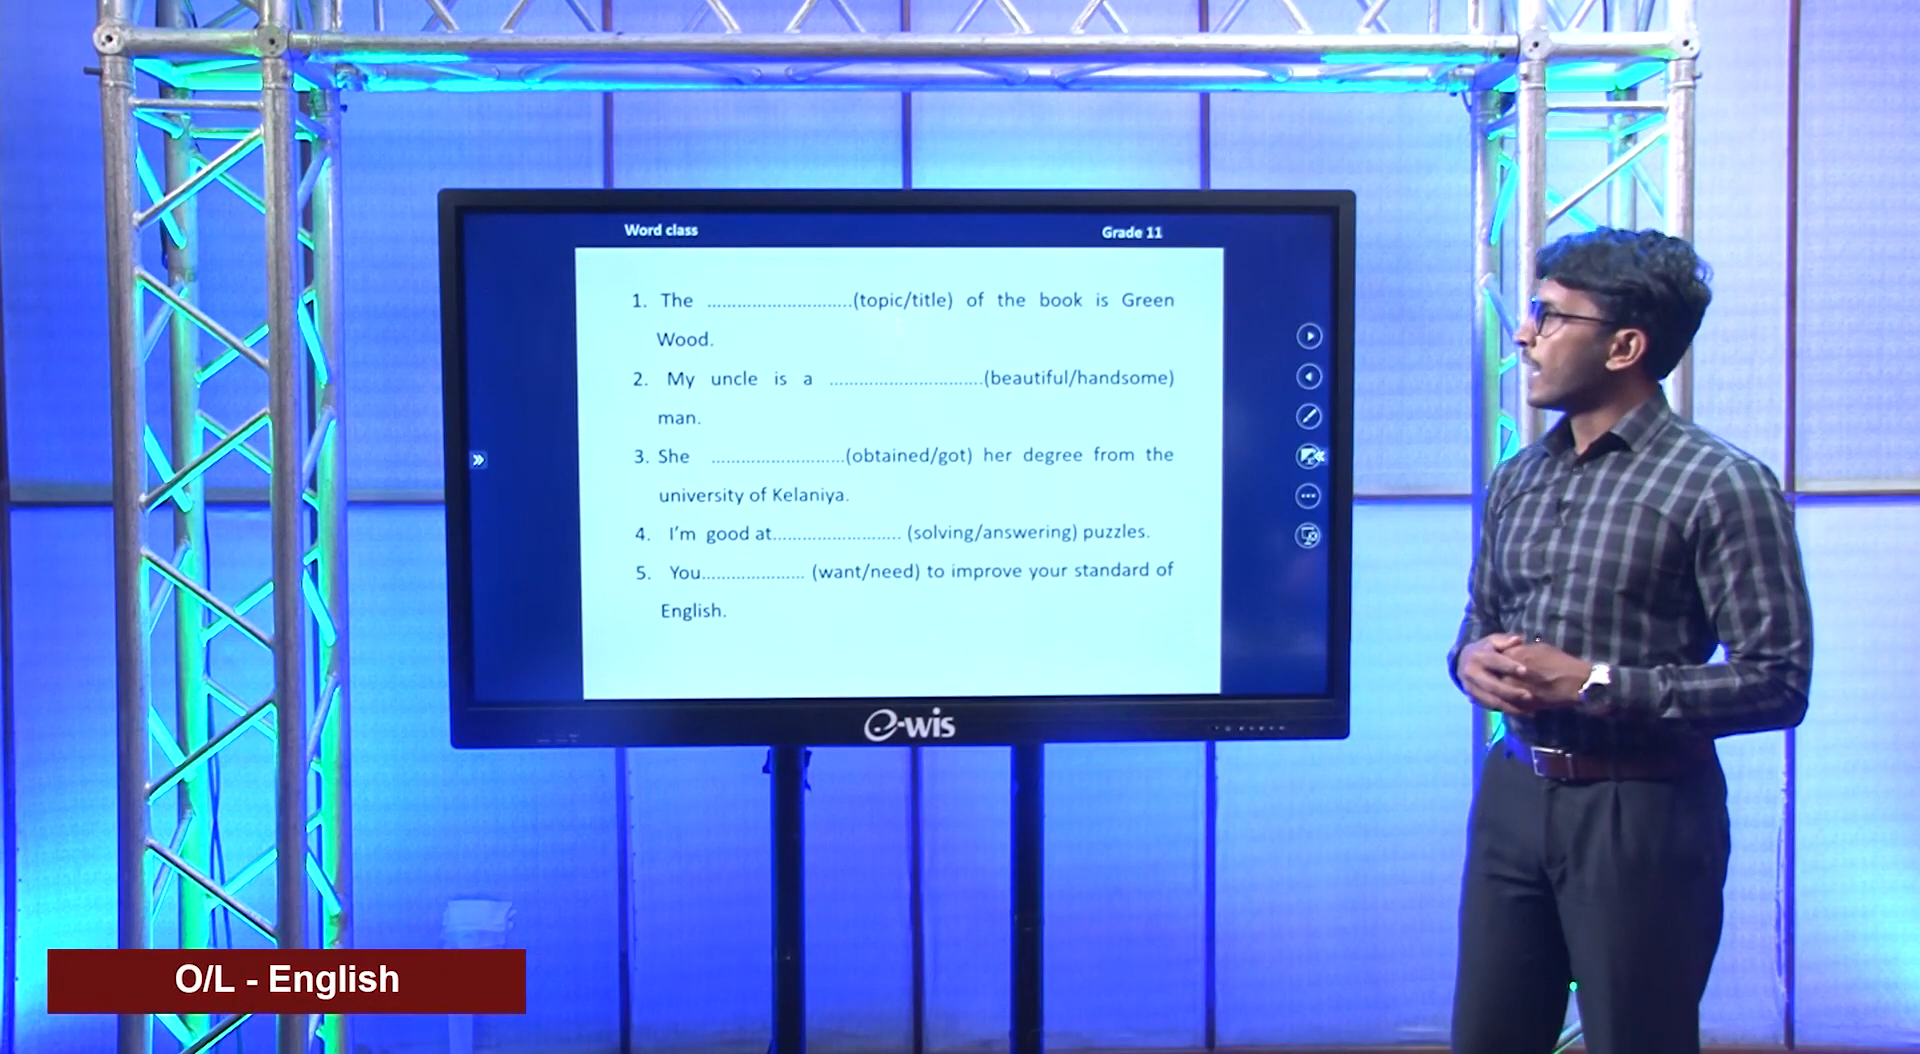 Word class
Grade 11
1. The ............................(topic/title) of the book is Green
Wood.
2. My uncle is a ..............................(beautiful/handsome)
man.
3. She ..........................(obtained/got) her degree from the
university of Kelaniya.
4. I'm good at......................... (solving/answering) puzzles.
5. You.................... (want/need) to improve your standard of
English.
e-wis
O/L - English